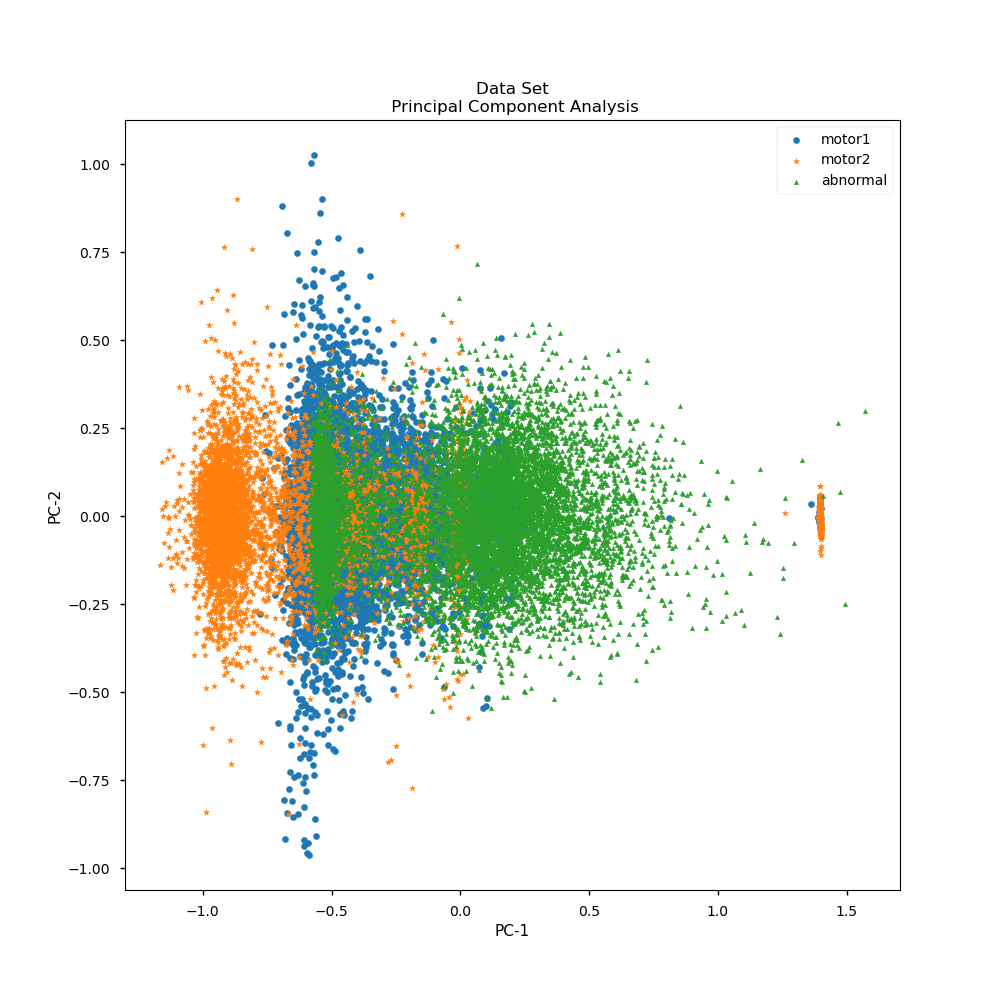 Data Set
Principal Component Analysis
motor1
motor2
abnormal
1.00
0.75
0.50
0.25
0.00
−0.25
−0.50
−0.75
−1.00
PC-2
−1.0
−0.5
0.0
0.5
1.0
1.5
PC-1